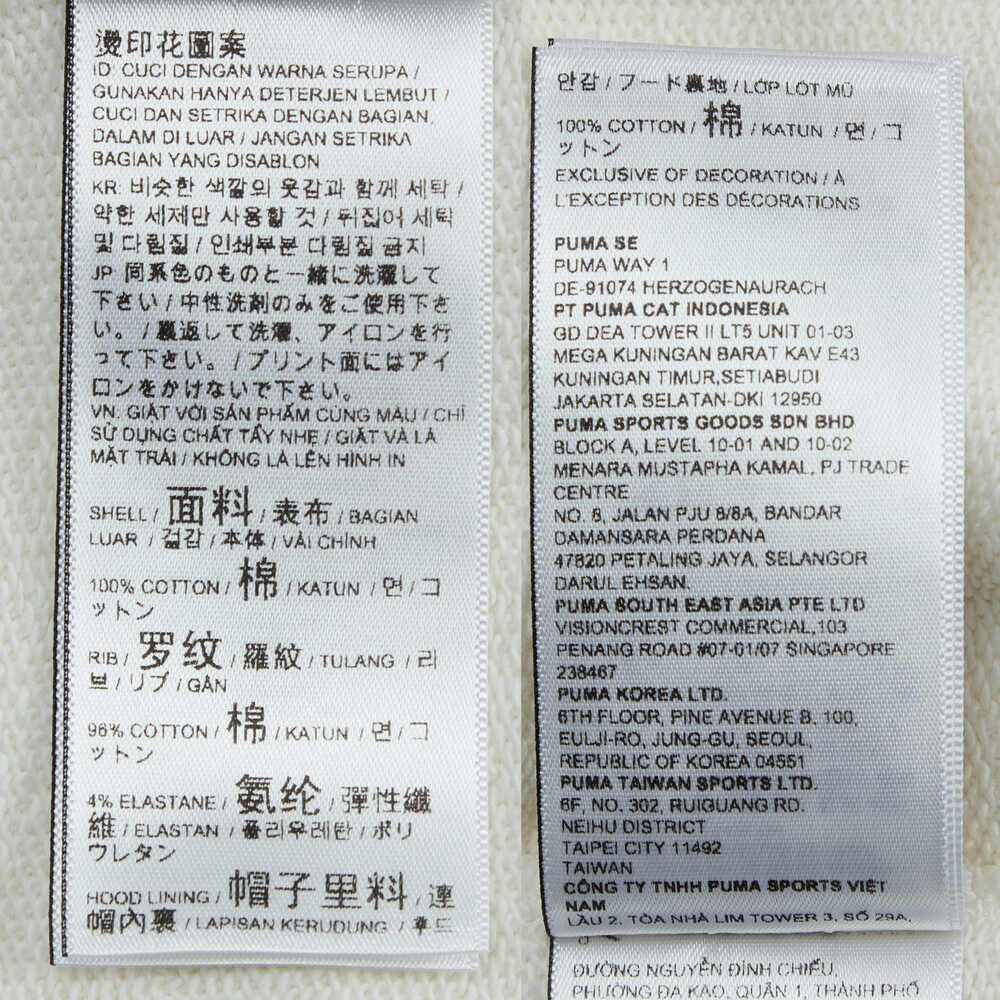 燙印花圖案
ID: CUCI DENGAN WARNA SERUPA /
GUNAKAN HANYA DETERJEN LEMBUT /
CUCI DAN SETRIKA DENGAN BAGIAN,
DALAM DI LUAR / JANGAN SETRIKA
BAGIAN YANG DISABLON
KR: 비슷한 색깔의 옷감과 함께 세탁 /
약한 세제만 사용할 것 / 뒤집어 세탁
및 다림질 / 인쇄부분 다림질 금지
JP: 同系色のものと一緒に洗濯して
下さい / 中性洗剤のみをご使用下さ
い。 / 裏返して洗濯、アイロンを行
って下さい。 / プリント面にはアイ
ロンをかけないで下さい。
VN: GIẶT VỚI SẢN PHẨM CÙNG MÀU / CHỈ
SỬ DỤNG CHẤT TẨY NHẸ / GIẶT VÀ LÀ
MẶT TRÁI / KHÔNG LÀ LÊN HÌNH IN
SHELL / 面料 / 表布 / BAGIAN
LUAR / 겉감 / 本体 / VẢI CHÍNH
100% COTTON / 棉 / KATUN / 면 / コ
ットン
RIB / 罗纹 / 羅紋 / TULANG / 리
브 / リブ / GÂN
96% COTTON / 棉 / KATUN / 면 / コ
ットン
4% ELASTANE / 氨纶 / 彈性纖
維 / ELASTAN / 폴리우레탄 / ポリ
ウレタン
HOOD LINING / 帽子里料 / 連
帽內裏 / LAPISAN KERUDUNG / 후드
안감 / フード裏地 / LỚP LÓT MŨ
100% COTTON / 棉 / KATUN / 면 / コ
ットン
EXCLUSIVE OF DECORATION / À
L'EXCEPTION DES DÉCORATIONS
PUMA SE
PUMA WAY 1
DE-91074 HERZOGENAURACH
PT PUMA CAT INDONESIA
GD DEA TOWER II LT5 UNIT 01-03
MEGA KUNINGAN BARAT KAV E43
KUNINGAN TIMUR,SETIABUDI
JAKARTA SELATAN-DKI 12950
PUMA SPORTS GOODS SDN BHD
BLOCK A, LEVEL 10-01 AND 10-02
MENARA MUSTAPHA KAMAL, PJ TRADE
CENTRE
NO. 8, JALAN PJU 8/8A, BANDAR
DAMANSARA PERDANA
47820 PETALING JAYA, SELANGOR
DARUL EHSAN.
PUMA SOUTH EAST ASIA PTE LTD
VISIONCREST COMMERCIAL,103
PENANG ROAD #07-01/07 SINGAPORE
238467
PUMA KOREA LTD.
6TH FLOOR, PINE AVENUE B, 100,
EULJI-RO, JUNG-GU, SEOUL,
REPUBLIC OF KOREA 04551
PUMA TAIWAN SPORTS LTD.
6F, NO. 302, RUIGUANG RD.
NEIHU DISTRICT
TAIPEI CITY 11492
TAIWAN
CÔNG TY TNHH PUMA SPORTS VIỆT
NAM
LẦU 2, TÒA NHÀ LIM TOWER 3, SỐ 29A,
ĐƯỜNG NGUYỄN ĐÌNH CHIỂU,
PHƯỜNG ĐA KAO, QUẬN 1, THÀNH PHỐ